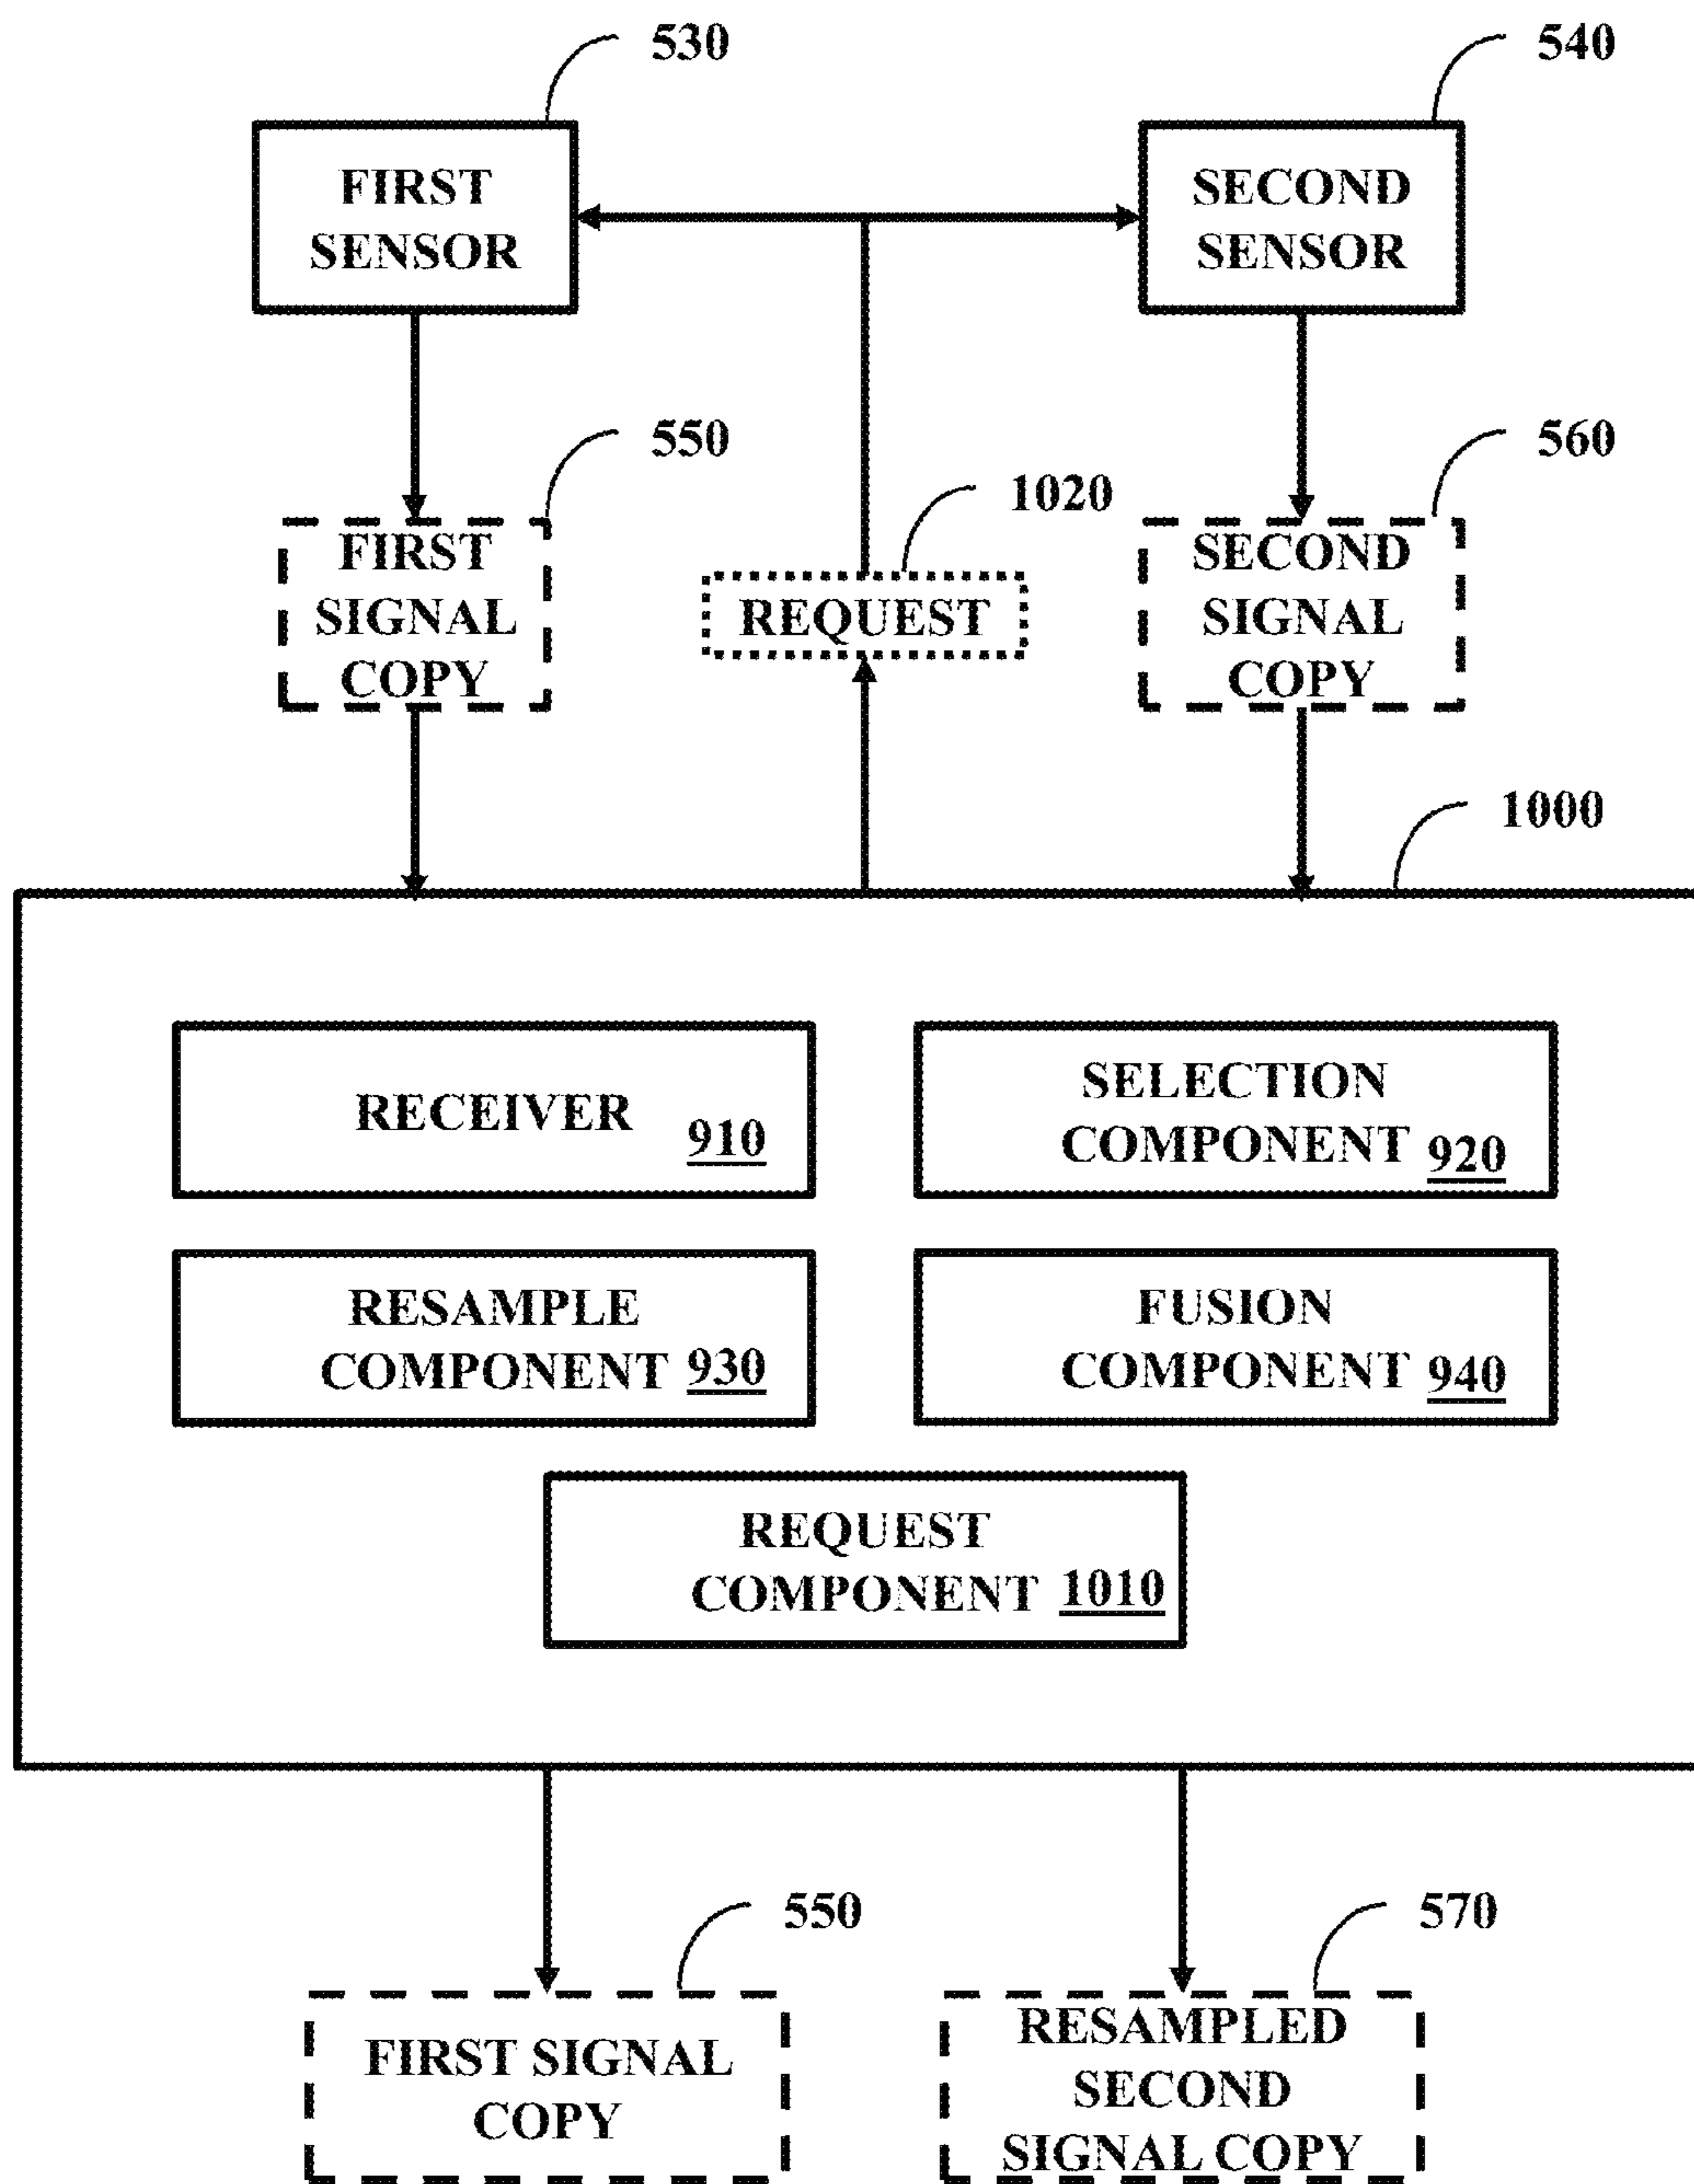 530
540
FIRST
SENSOR
SECOND
SENSOR
550
560
1020
FIRST
SIGNAL
COPY
REQUEST
SECOND
SIGNAL
COPY
1000
RECEIVER 910
SELECTION
COMPONENT 920
RESAMPLE
COMPONENT 930
FUSION
COMPONENT 940
REQUEST
COMPONENT 1010
550
570
FIRST SIGNAL
COPY
RESAMPLED
SECOND
SIGNAL COPY